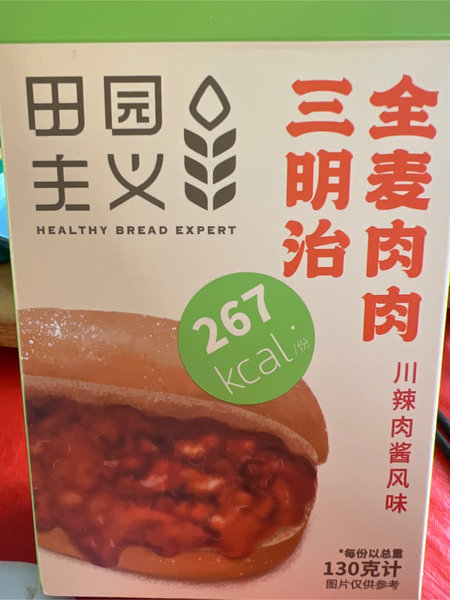 田园
主义
HEALTHY BREAD EXPERT
全麦肉肉
三明治
267
kcal./份
川辣肉酱风味
*每份以总重
130克计
图片仅供参考